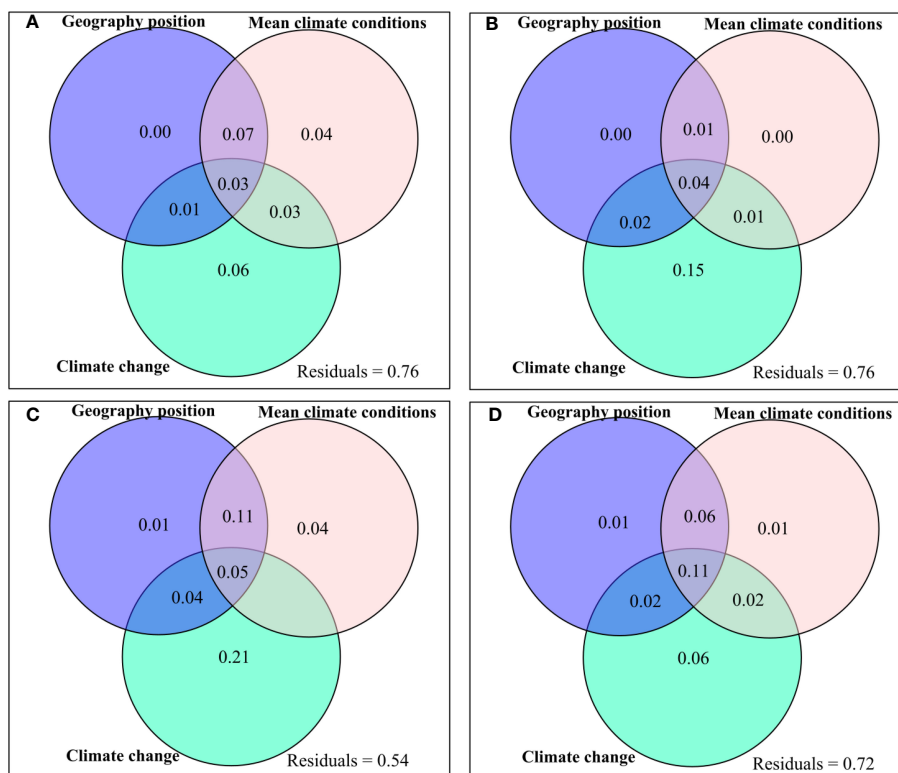 A
Geography position
Mean climate conditions
0.00
0.07
0.04
0.03
0.01
0.03
0.06
Climate change
Residuals = 0.76
B
Geography position
Mean climate conditions
0.00
0.01
0.00
0.04
0.02
0.01
0.15
Climate change
Residuals = 0.76
C
Geography position
Mean climate conditions
0.01
0.11
0.04
0.05
0.04
0.21
Climate change
Residuals = 0.54
D
Geography position
Mean climate conditions
0.01
0.06
0.01
0.11
0.02
0.02
0.06
Climate change
Residuals = 0.72